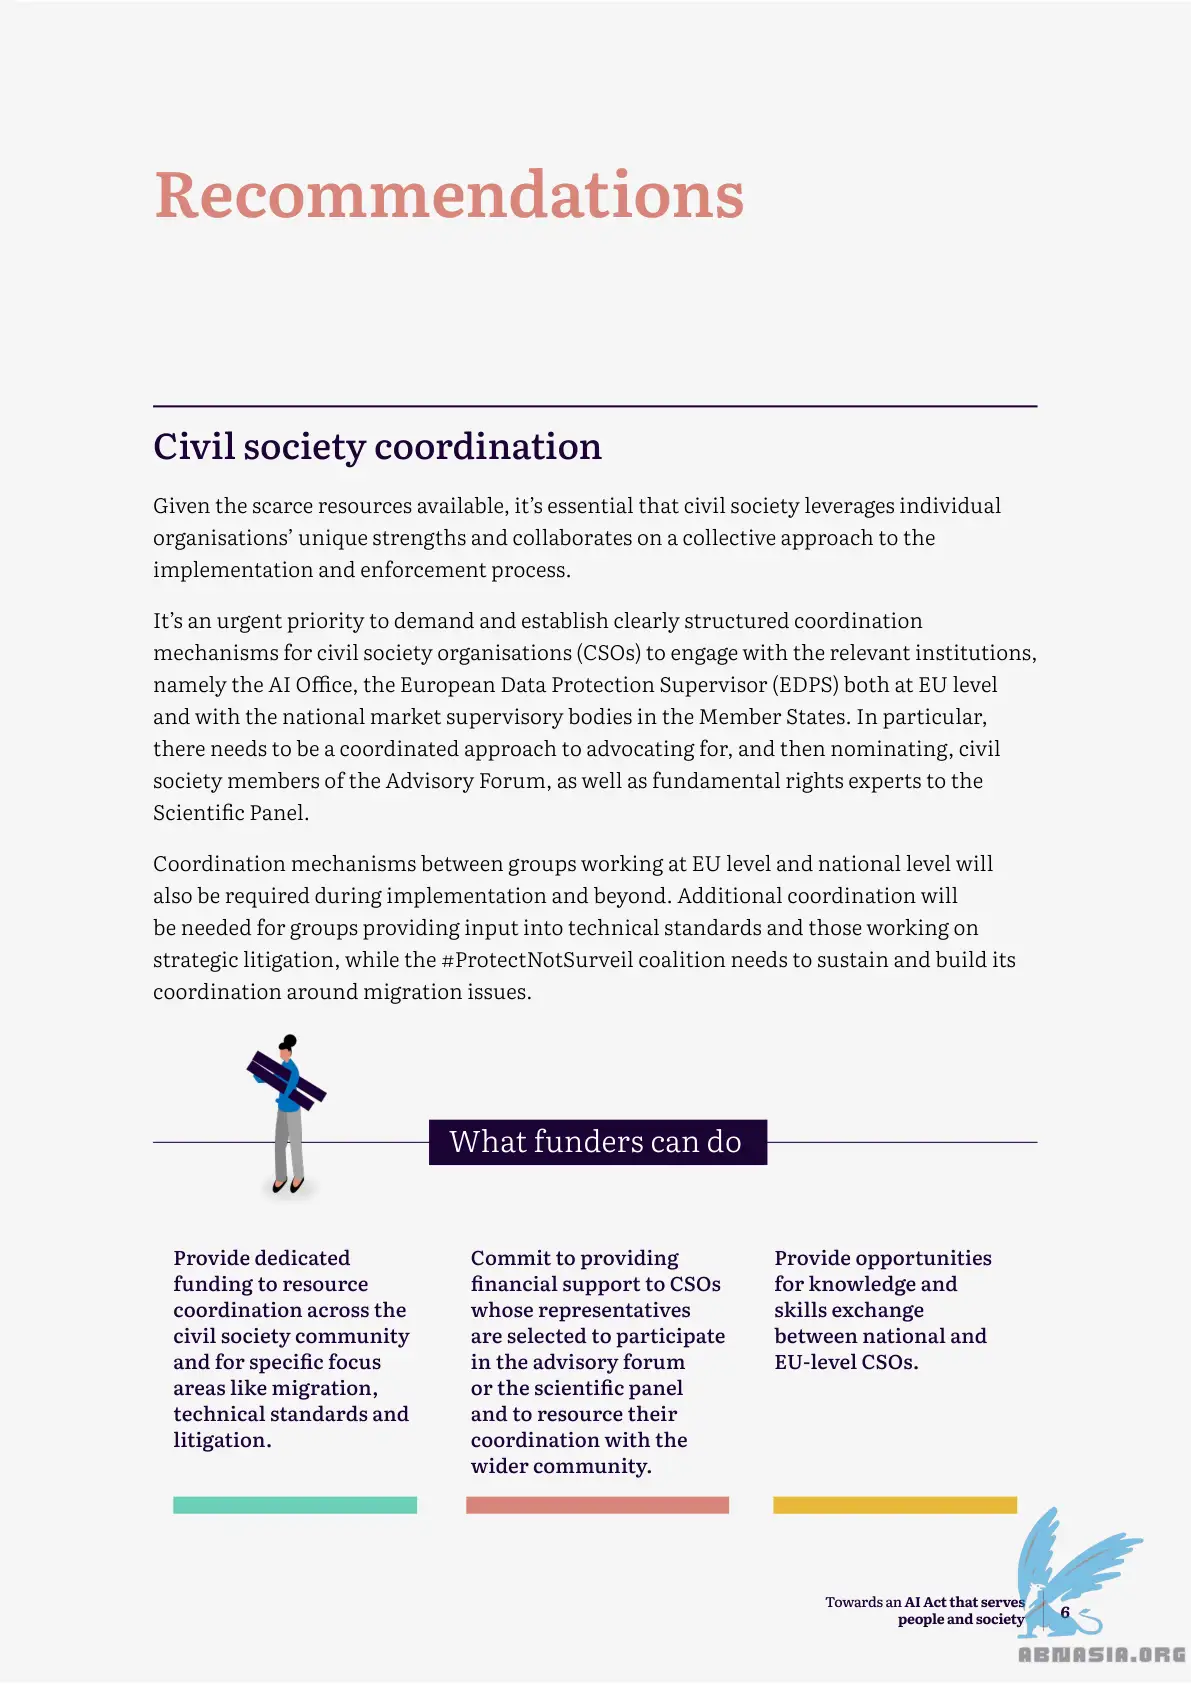 Recommendations
Civil society coordination
Given the scarce resources available, it's essential that civil society leverages individual
organisations' unique strengths and collaborates on a collective approach to the
implementation and enforcement process.
It's an urgent priority to demand and establish clearly structured coordination
mechanisms for civil society organisations (CSOs) to engage with the relevant institutions,
namely the AI Office, the European Data Protection Supervisor (EDPS) both at EU level
and with the national market supervisory bodies in the Member States. In particular,
there needs to be a coordinated approach to advocating for, and then nominating, civil
society members of the Advisory Forum, as well as fundamental rights experts to the
Scientific Panel.
Coordination mechanisms between groups working at EU level and national level will
also be required during implementation and beyond. Additional coordination will
be needed for groups providing input into technical standards and those working on
strategic litigation, while the #ProtectNotSurveil coalition needs to sustain and build its
coordination around migration issues.
What funders can do
Provide dedicated
funding to resource
coordination across the
civil society community
and for specific focus
areas like migration,
technical standards and
litigation.
Commit to providing
financial support to CSOs
whose representatives
are selected to participate
in the advisory forum
or the scientific panel
and to resource their
coordination with the
wider community.
Provide opportunities
for knowledge and
skills exchange
between national and
EU-level CSOs.
Towards an AI Act that serves
people and society
6
ABNASIA.ORG